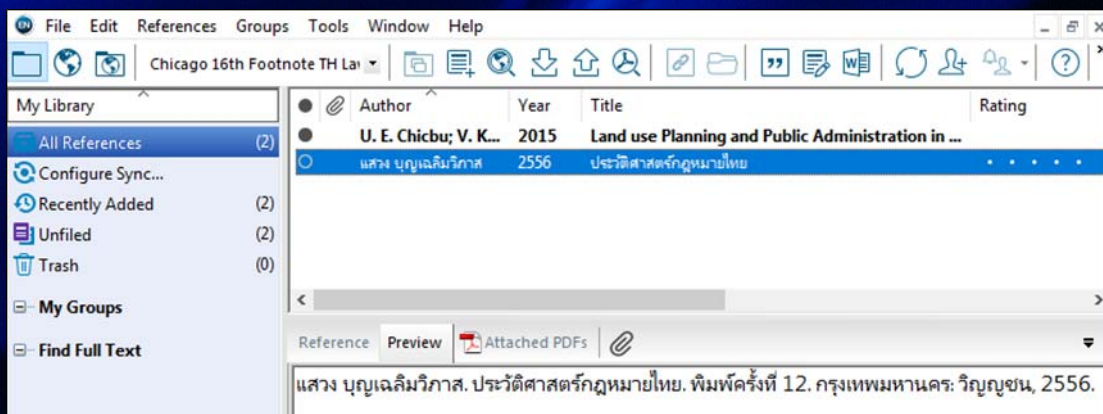 EN File Edit References Groups Tools Window Help
Chicago 16th Footnote TH La
My Library
All References (2)
Configure Sync...
Recently Added (2)
Unfiled (2)
Trash (0)
My Groups
Find Full Text
Author Year Title Rating
U. E. Chicbu; V. K... 2015 Land use Planning and Public Administration in ...
แสวง บุญเฉลิมวิภาส 2556 ประวัติศาสตร์กฎหมายไทย
Reference Preview Attached PDFs
แสวง บุญเฉลิมวิภาส. ประวัติศาสตร์กฎหมายไทย. พิมพ์ครั้งที่ 12. กรุงเทพมหานคร: วิญญูชน, 2556.